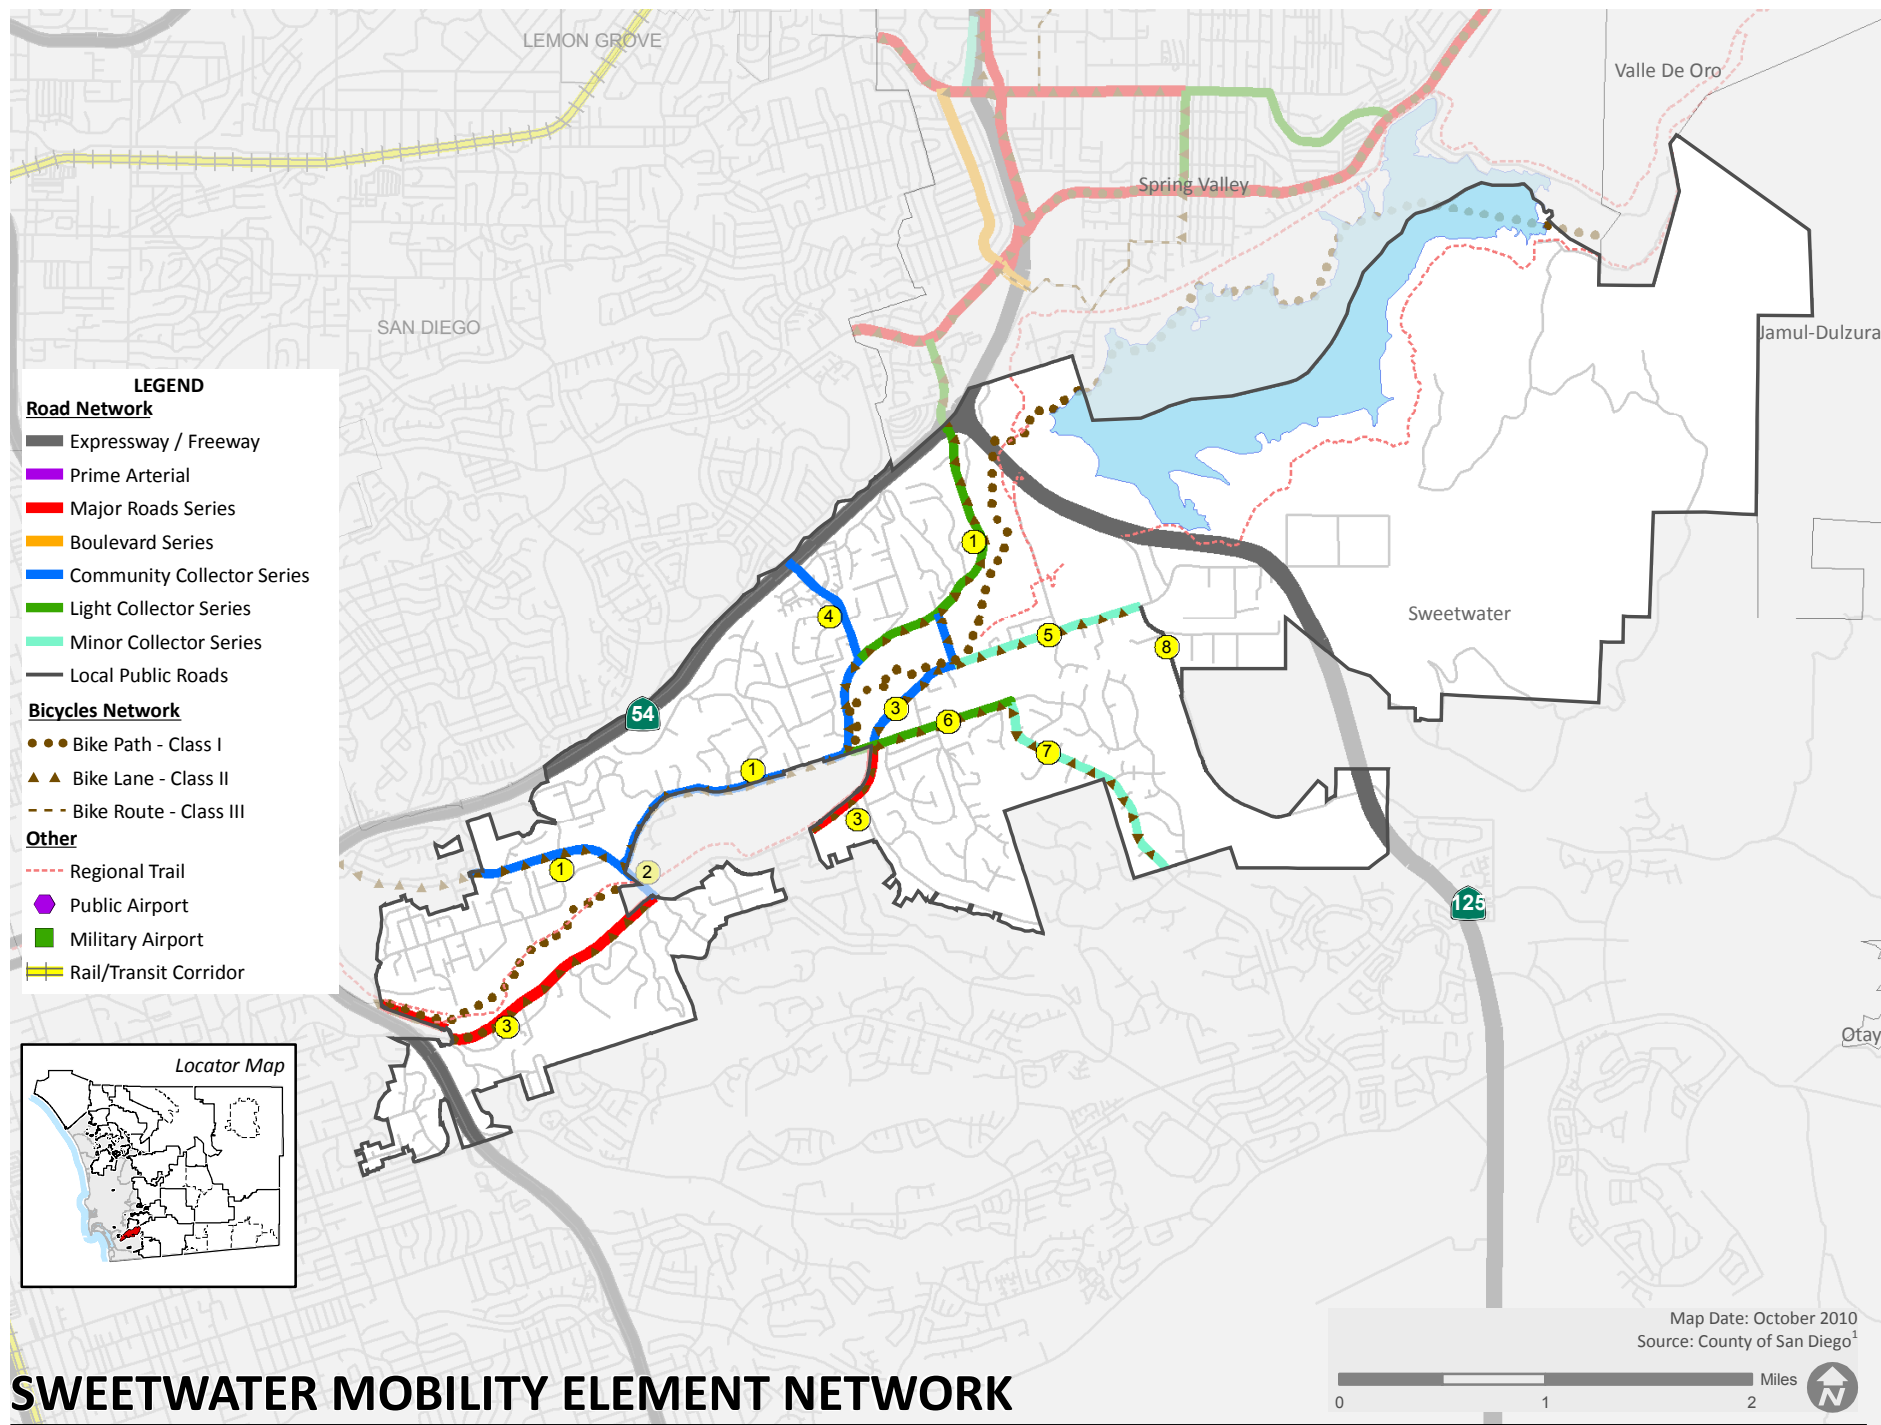 LEMON GROVE
Valle De Oro
Spring Valley
SAN DIEGO
Jamul-Dulzura
LEGEND
Road Network
Expressway / Freeway
Prime Arterial
Major Roads Series
Boulevard Series
Community Collector Series
Light Collector Series
Minor Collector Series
Local Public Roads
Bicycles Network
Bike Path - Class I
Bike Lane - Class II
Bike Route - Class III
Other
Regional Trail
Public Airport
Military Airport
Rail/Transit Corridor
1
4
5
8
Sweetwater
54
3
6
7
1
3
1
2
125
3
Otay
Locator Map
Map Date: October 2010
Source: County of San Diego1
Miles
0 1 2
N
SWEETWATER MOBILITY ELEMENT NETWORK